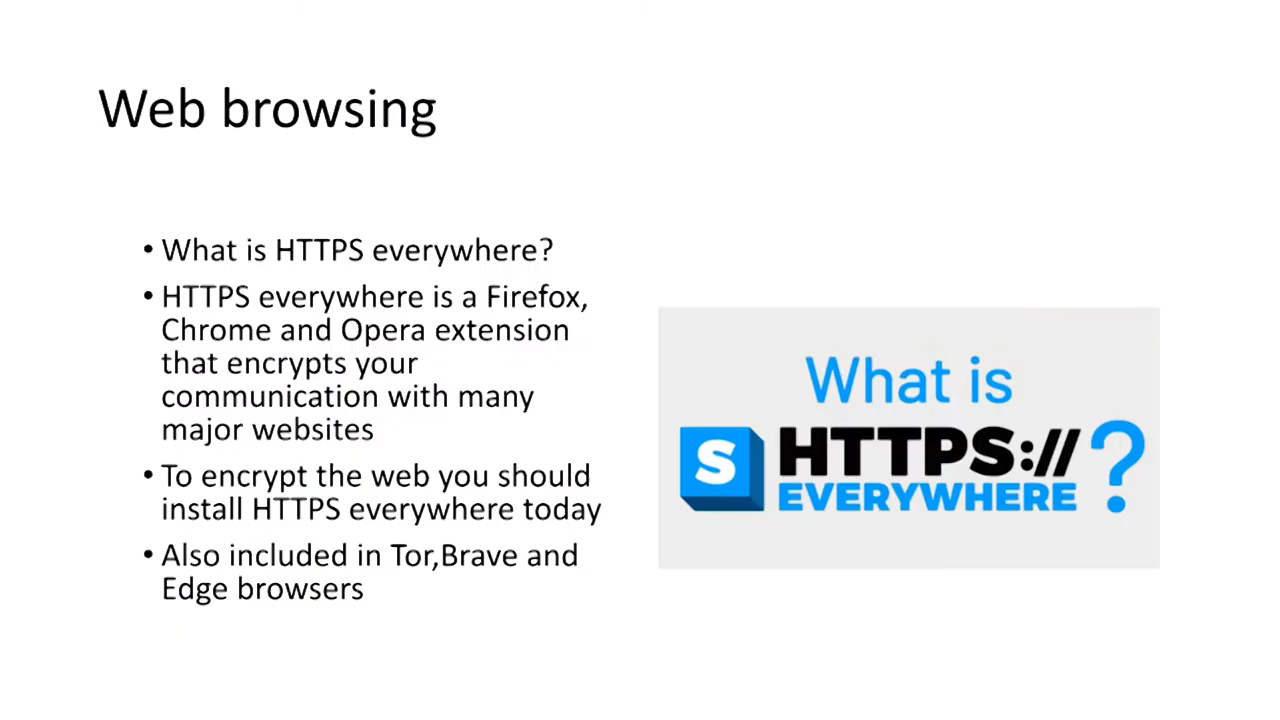 Web browsing
• What is HTTPS everywhere?
• HTTPS everywhere is a Firefox,
Chrome and Opera extension
that encrypts your
communication with many
major websites
• To encrypt the web you should
install HTTPS everywhere today
• Also included in Tor,Brave and
Edge browsers
What is
S HTTPS:// ?
EVERYWHERE